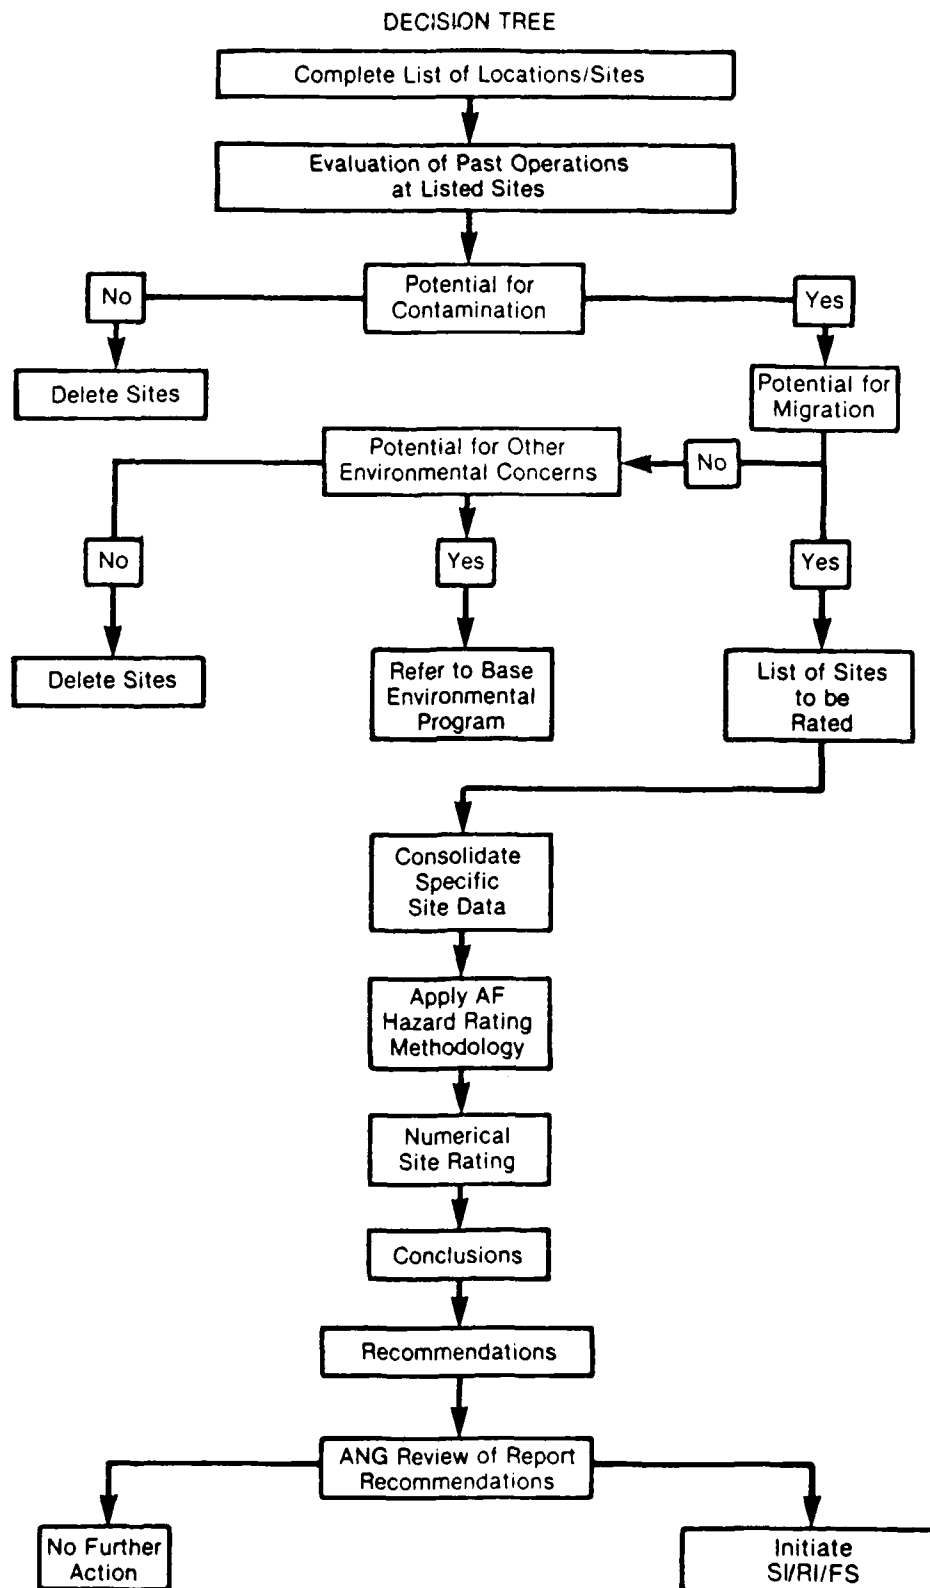 DECISION TREE
Complete List of Locations/Sites
Evaluation of Past Operations
at Listed Sites
No
Potential for
Contamination
Yes
Delete Sites
Potential for
Migration
Potential for Other
Environmental Concerns
No
No
Yes
Yes
Delete Sites
Refer to Base
Environmental
Program
List of Sites
to be
Rated
Consolidate
Specific
Site Data
Apply AF
Hazard Rating
Methodology
Numerical
Site Rating
Conclusions
Recommendations
ANG Review of Report
Recommendations
No Further
Action
Initiate
SI/RI/FS